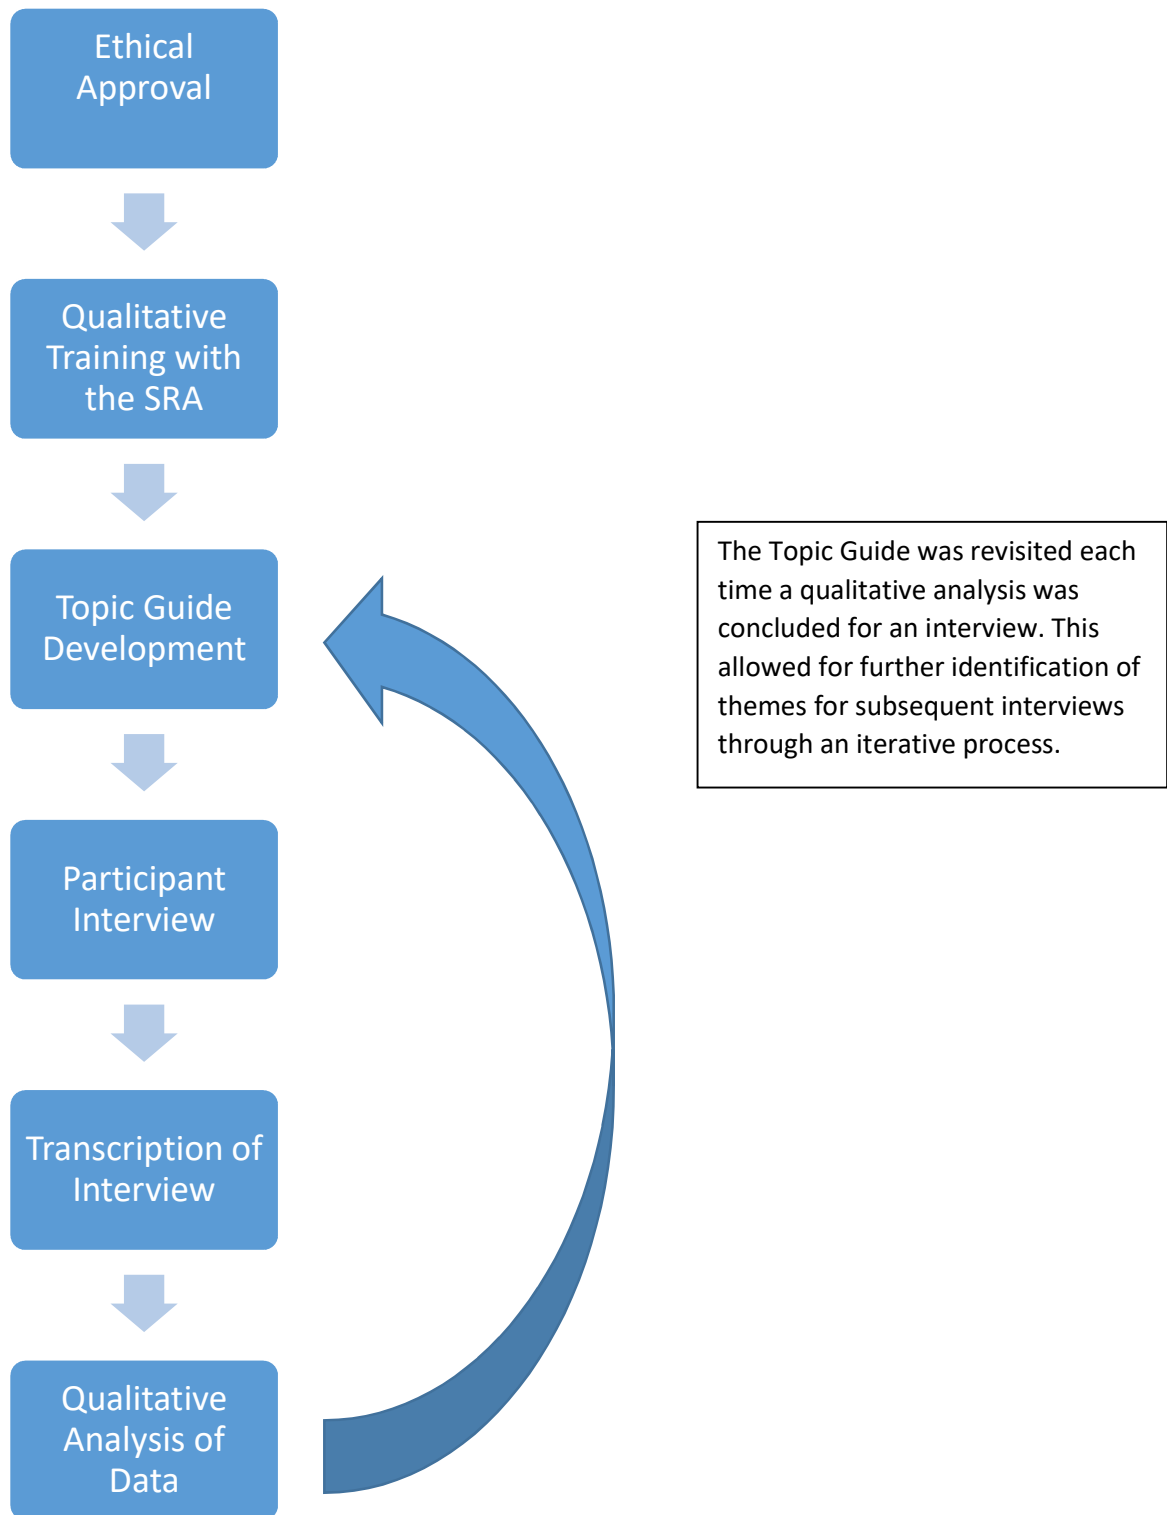 Ethical
Approval
Qualitative
Training with
the SRA
Topic Guide
Development
The Topic Guide was revisited each
time a qualitative analysis was
concluded for an interview. This
allowed for further identification of
themes for subsequent interviews
through an iterative process.
Participant
Interview
Transcription of
Interview
Qualitative
Analysis of
Data